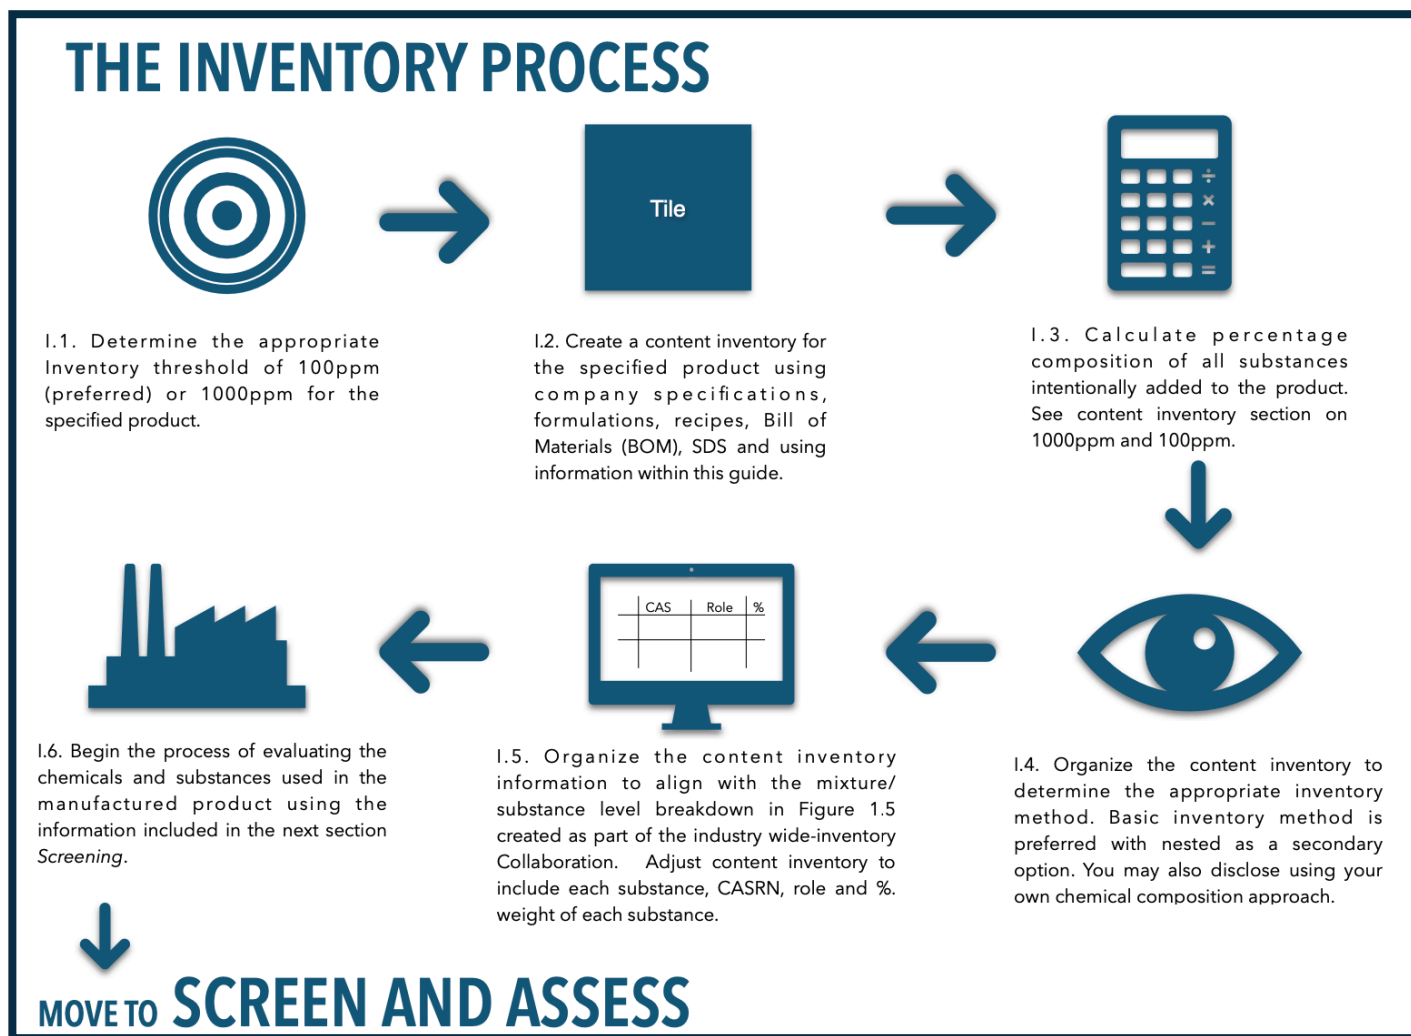 THE INVENTORY PROCESS
Tile
I.1. Determine the appropriate
Inventory threshold of 100ppm
(preferred) or 1000ppm for the
specified product.
I.2. Create a content inventory for
the specified product using
company specifications,
formulations, recipes, Bill of
Materials (BOM), SDS and using
information within this guide.
I.3. Calculate percentage
composition of all substances
intentionally added to the product.
See content inventory section on
1000ppm and 100ppm.
I.4. Organize the content inventory to
determine the appropriate inventory
method. Basic inventory method is
preferred with nested as a secondary
option. You may also disclose using your
own chemical composition approach.
CAS Role %
I.5. Organize the content inventory
information to align with the mixture/
substance level breakdown in Figure 1.5
created as part of the industry wide-inventory
Collaboration. Adjust content inventory to
include each substance, CASRN, role and %.
weight of each substance.
I.6. Begin the process of evaluating the
chemicals and substances used in the
manufactured product using the
information included in the next section
Screening.
MOVE TO SCREEN AND ASSESS